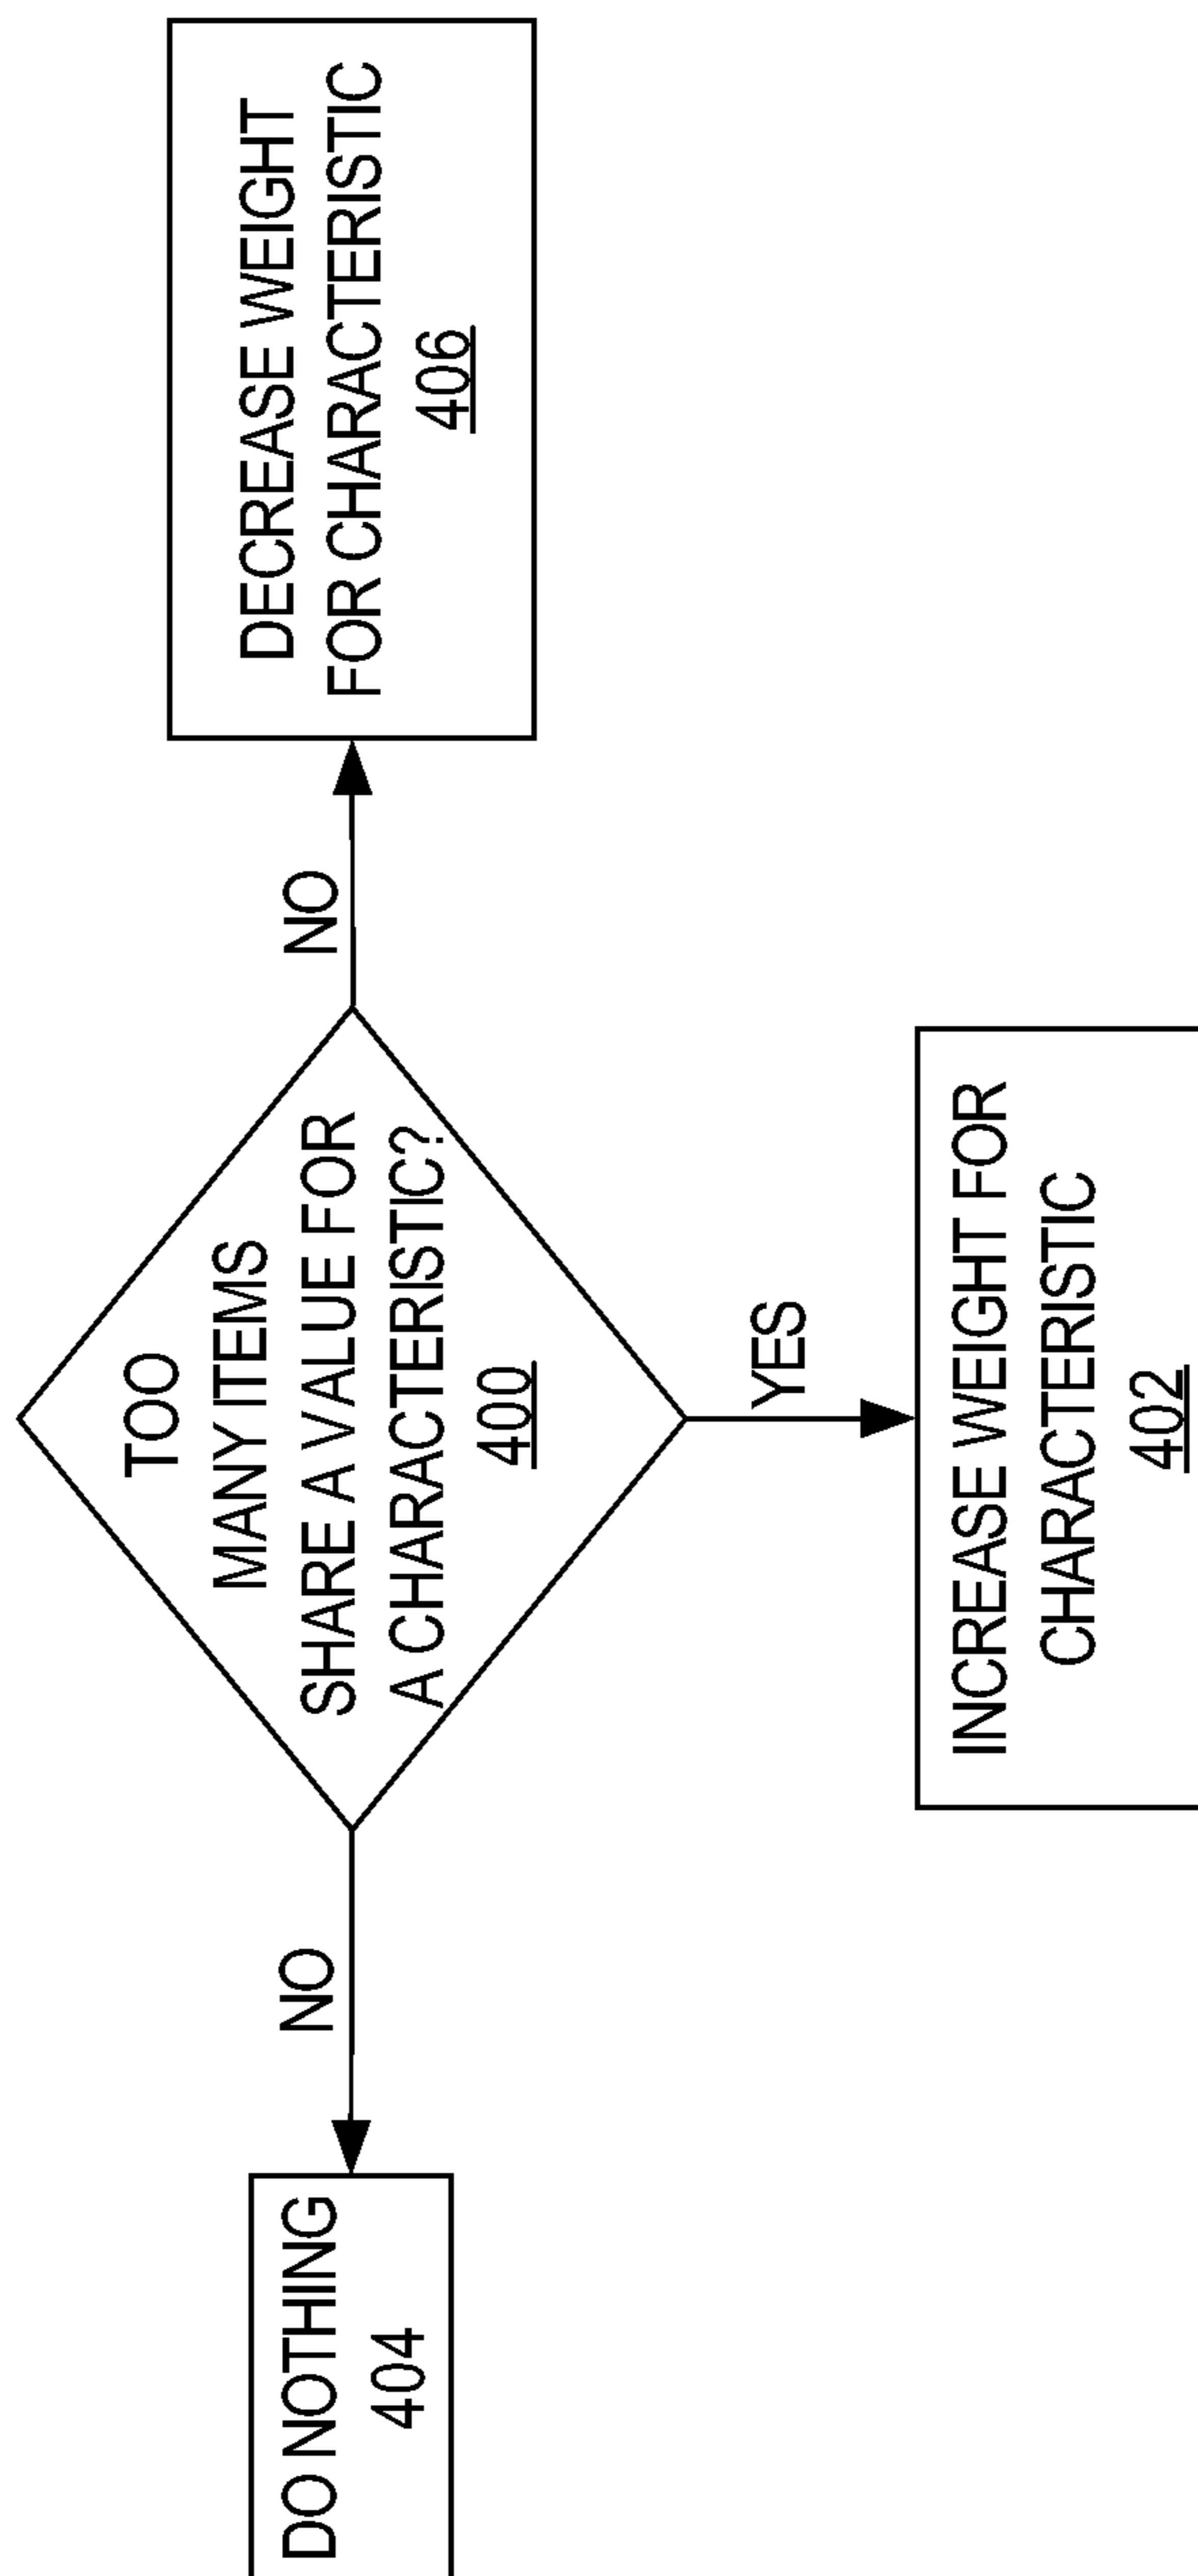 TOO
MANY ITEMS
SHARE A VALUE FOR
A CHARACTERISTIC?
400
NO
DO NOTHING
404
NO
DECREASE WEIGHT
FOR CHARACTERISTIC
406
YES
INCREASE WEIGHT FOR
CHARACTERISTIC
402